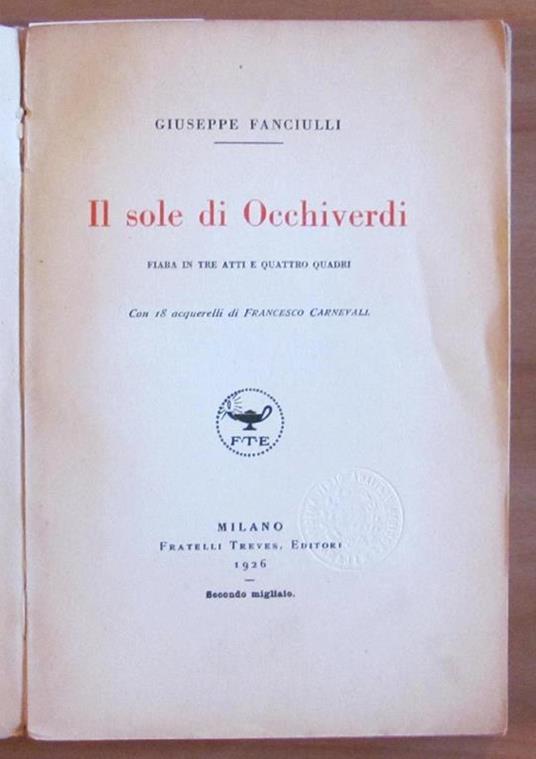 GIUSEPPE FANCIULLI
Il sole di Occhiverdi
FIABA IN TRE ATTI E QUATTRO QUADRI
Con 18 acquerelli di FRANCESCO CARNEVALI.
F·T·E
MILANO
FRATELLI TREVES, EDITORI
1926
Secondo migliaio.